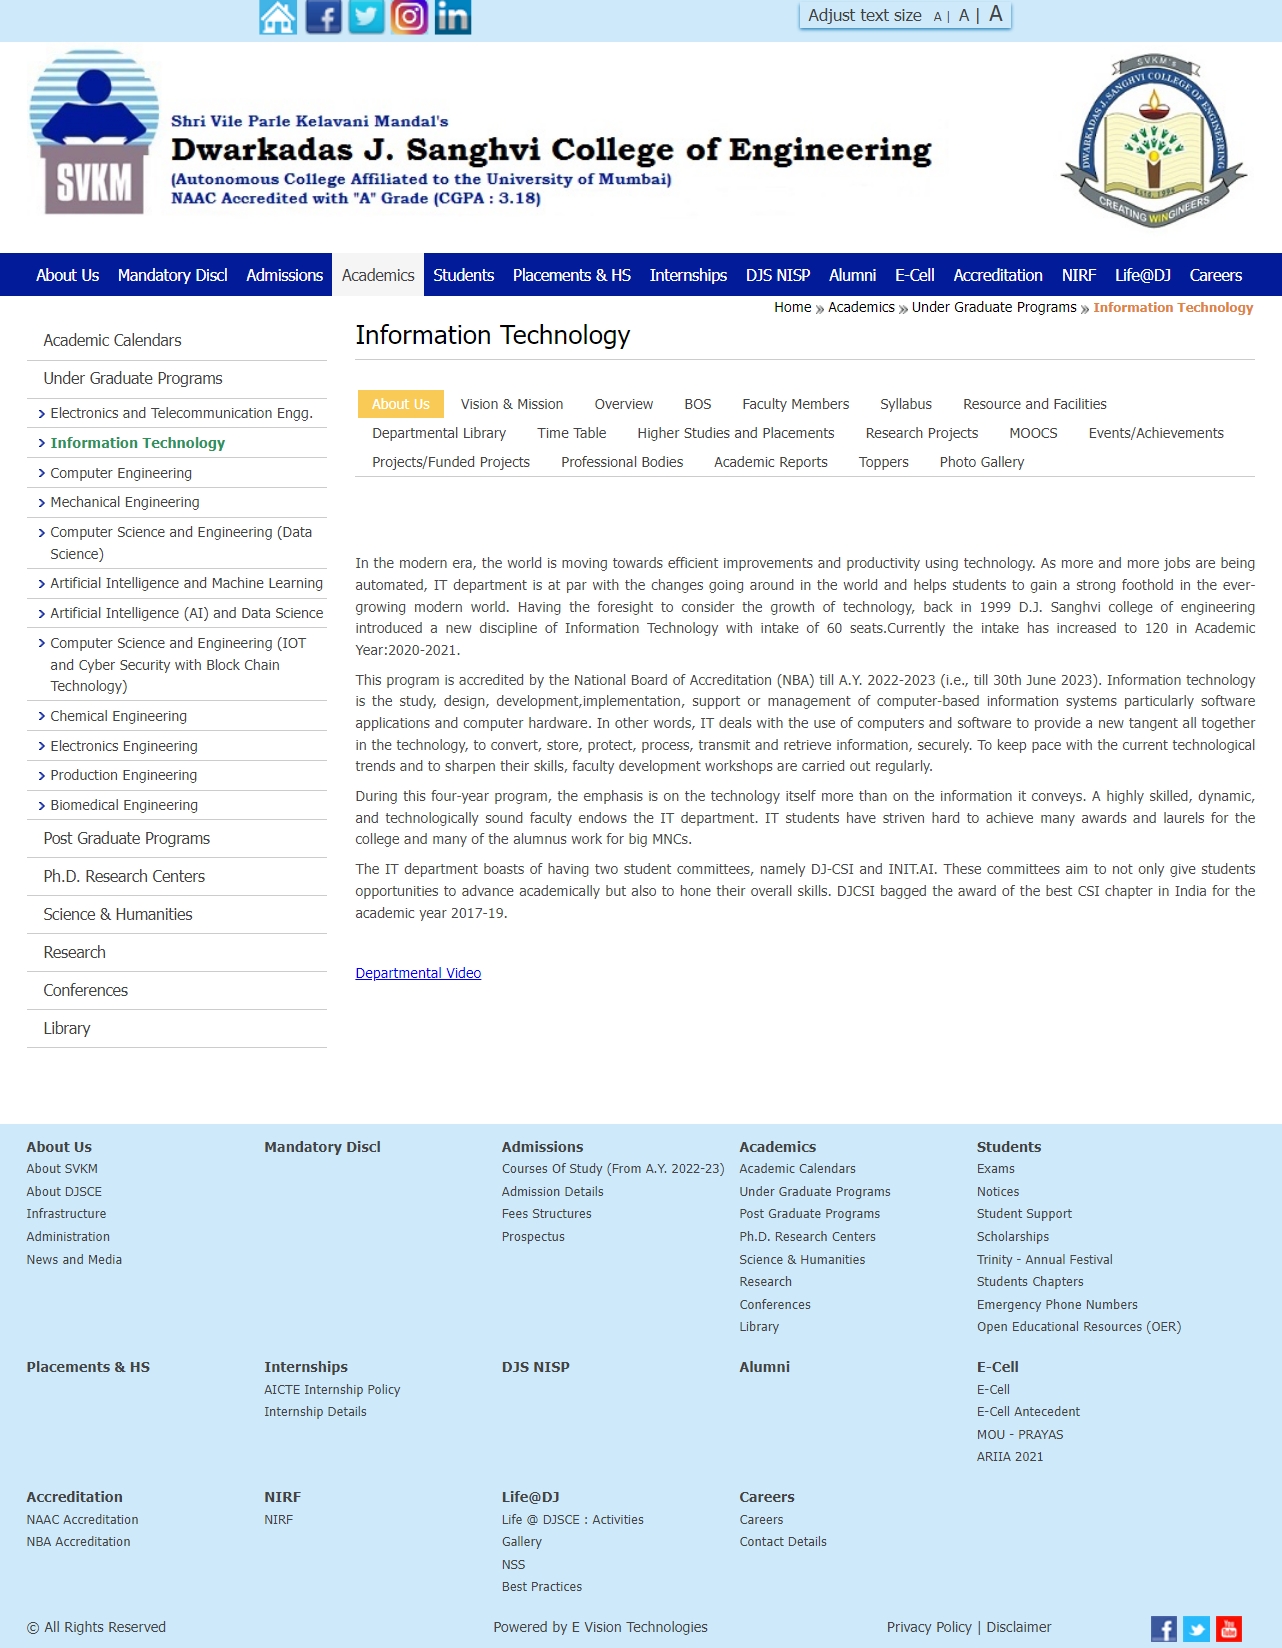 Adjust text size A | A | A
SVKM
Shri Vile Parle Kelavani Mandal's
Dwarkadas J. Sanghvi College of Engineering
(Autonomous College Affiliated to the University of Mumbai)
NAAC Accredited with "A" Grade (CGPA : 3.18)
SVKM's
DWARKADAS J. SANGHVI COLLEGE OF ENGINEERING
Estd. 1994
CREATING WINGINEERS
About Us Mandatory Discl Admissions Academics Students Placements & HS Internships DJS NISP Alumni E-Cell Accreditation NIRF Life@DJ Careers
Home » Academics » Under Graduate Programs » Information Technology
Academic Calendars
Under Graduate Programs
Electronics and Telecommunication Engg.
Information Technology
Computer Engineering
Mechanical Engineering
Computer Science and Engineering (Data
Science)
Artificial Intelligence and Machine Learning
Artificial Intelligence (AI) and Data Science
Computer Science and Engineering (IOT
and Cyber Security with Block Chain
Technology)
Chemical Engineering
Electronics Engineering
Production Engineering
Biomedical Engineering
Post Graduate Programs
Ph.D. Research Centers
Science & Humanities
Research
Conferences
Library
Information Technology
About Us Vision & Mission Overview BOS Faculty Members Syllabus Resource and Facilities
Departmental Library Time Table Higher Studies and Placements Research Projects MOOCS Events/Achievements
Projects/Funded Projects Professional Bodies Academic Reports Toppers Photo Gallery
In the modern era, the world is moving towards efficient improvements and productivity using technology. As more and more jobs are being
automated, IT department is at par with the changes going around in the world and helps students to gain a strong foothold in the ever-
growing modern world. Having the foresight to consider the growth of technology, back in 1999 D.J. Sanghvi college of engineering
introduced a new discipline of Information Technology with intake of 60 seats.Currently the intake has increased to 120 in Academic
Year:2020-2021.
This program is accredited by the National Board of Accreditation (NBA) till A.Y. 2022-2023 (i.e., till 30th June 2023). Information technology
is the study, design, development,implementation, support or management of computer-based information systems particularly software
applications and computer hardware. In other words, IT deals with the use of computers and software to provide a new tangent all together
in the technology, to convert, store, protect, process, transmit and retrieve information, securely. To keep pace with the current technological
trends and to sharpen their skills, faculty development workshops are carried out regularly.
During this four-year program, the emphasis is on the technology itself more than on the information it conveys. A highly skilled, dynamic,
and technologically sound faculty endows the IT department. IT students have striven hard to achieve many awards and laurels for the
college and many of the alumnus work for big MNCs.
The IT department boasts of having two student committees, namely DJ-CSI and INIT.AI. These committees aim to not only give students
opportunities to advance academically but also to hone their overall skills. DJCSI bagged the award of the best CSI chapter in India for the
academic year 2017-19.
Departmental Video
About Us
About SVKM
About DJSCE
Infrastructure
Administration
News and Media
Mandatory Discl
Admissions
Courses Of Study (From A.Y. 2022-23)
Admission Details
Fees Structures
Prospectus
Academics
Academic Calendars
Under Graduate Programs
Post Graduate Programs
Ph.D. Research Centers
Science & Humanities
Research
Conferences
Library
Students
Exams
Notices
Student Support
Scholarships
Trinity - Annual Festival
Students Chapters
Emergency Phone Numbers
Open Educational Resources (OER)
Placements & HS
Internships
AICTE Internship Policy
Internship Details
DJS NISP
Alumni
E-Cell
E-Cell
E-Cell Antecedent
MOU - PRAYAS
ARIIA 2021
Accreditation
NAAC Accreditation
NBA Accreditation
NIRF
NIRF
Life@DJ
Life @ DJSCE : Activities
Gallery
NSS
Best Practices
Careers
Careers
Contact Details
© All Rights Reserved Powered by E Vision Technologies Privacy Policy | Disclaimer